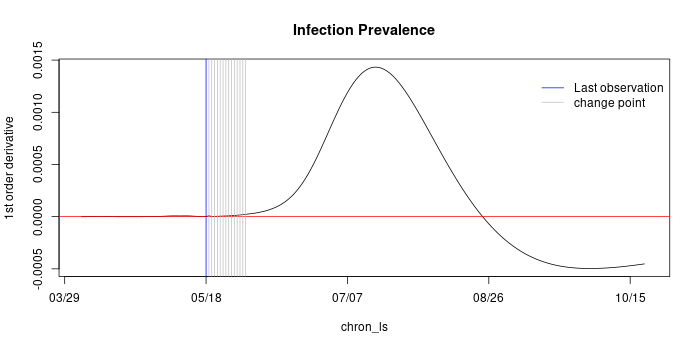 Infection Prevalence
1st order derivative
0.0015
0.0010
0.0005
0.0000
-0.0005
Last observation
change point
03/29
05/18
07/07
08/26
10/15
chron_ls